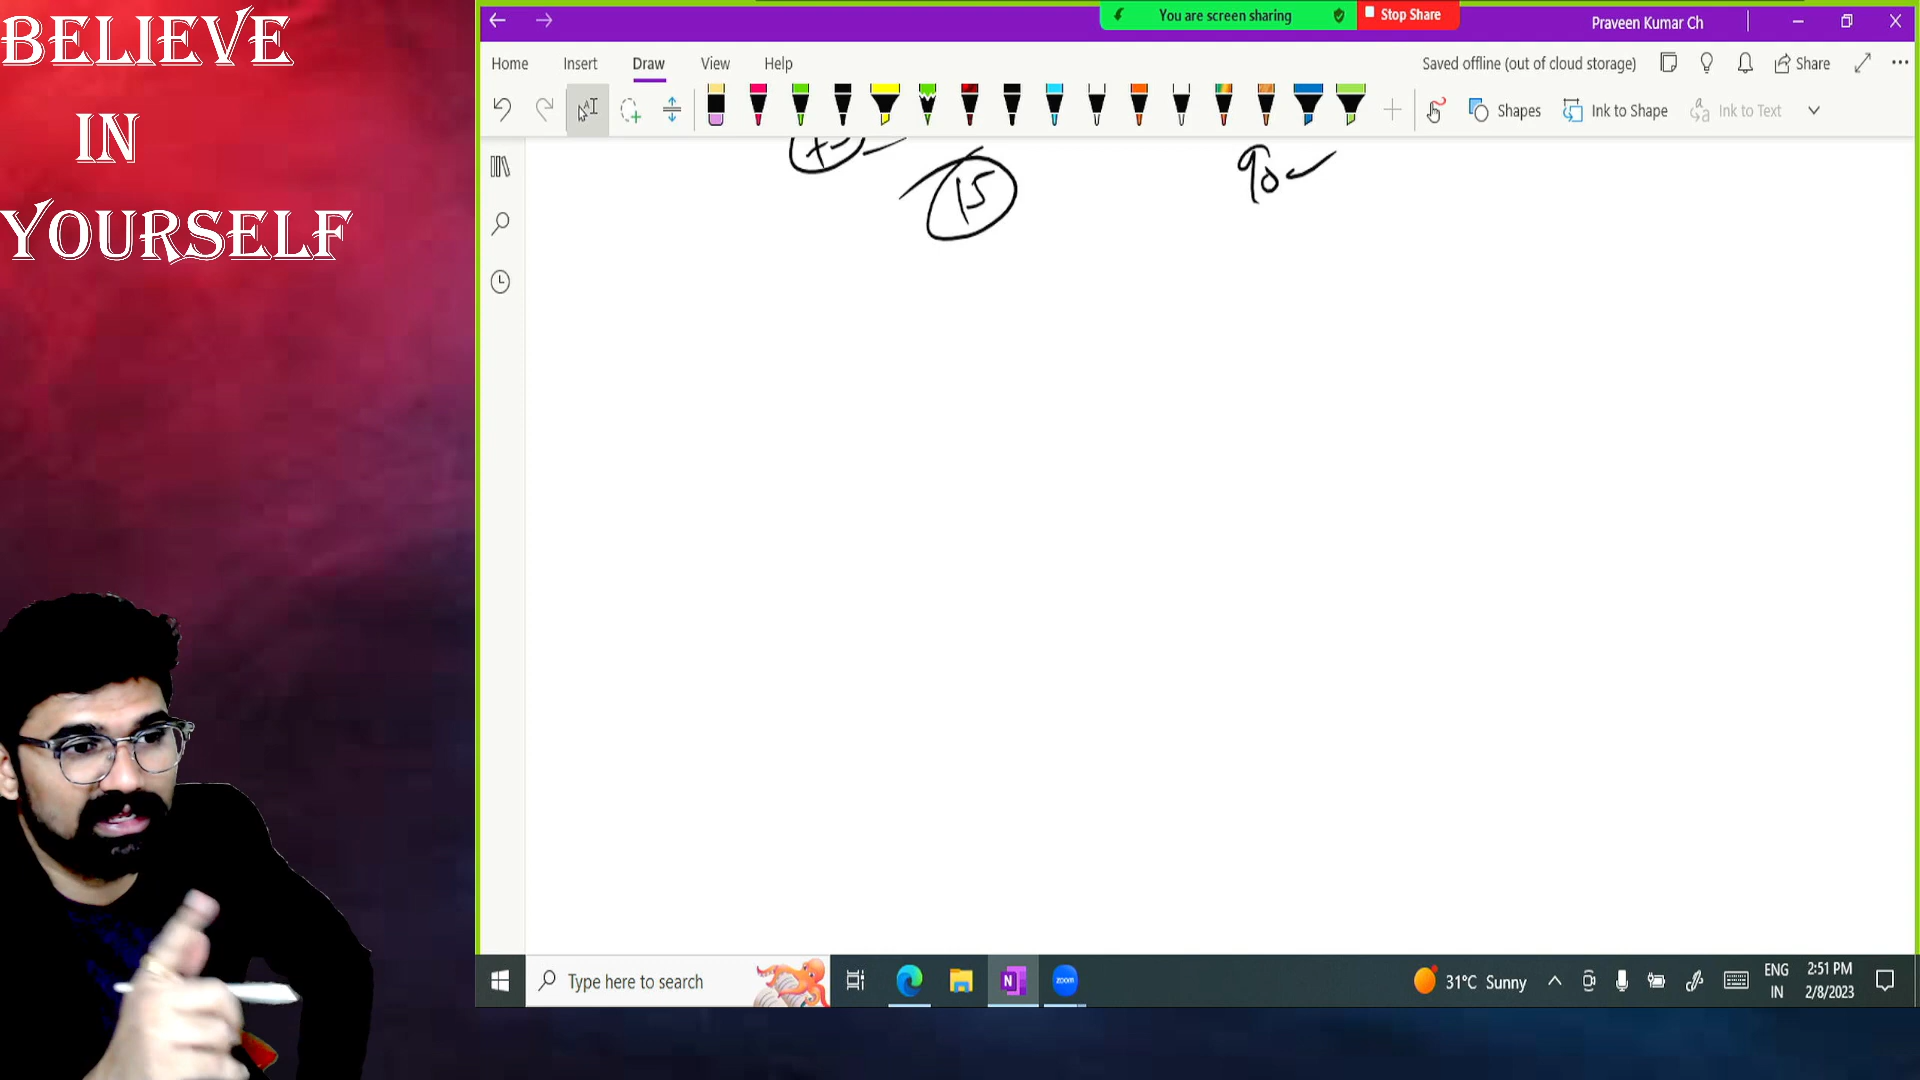 BELIEVE
IN
YOURSELF
You are screen sharing
Stop Share
Praveen Kumar Ch
Home Insert Draw View Help
Saved offline (out of cloud storage)
Share
Shapes
Ink to Shape
Ink to Text
15
90
Type here to search
N
zoom
31°C Sunny
ENG
IN
2:51 PM
2/8/2023